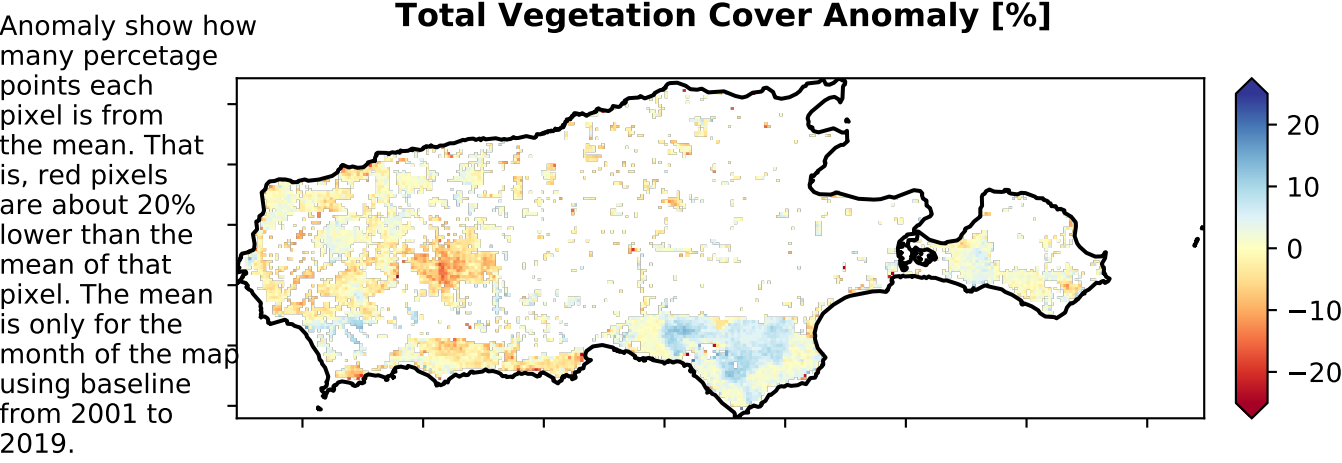 Total Vegetation Cover Anomaly [%]
Anomaly show how
many percetage
points each
pixel is from
the mean. That
is, red pixels
are about 20%
lower than the
mean of that
pixel. The mean
is only for the
month of the map
using baseline
from 2001 to
2019.
20
10
0
−10
−20